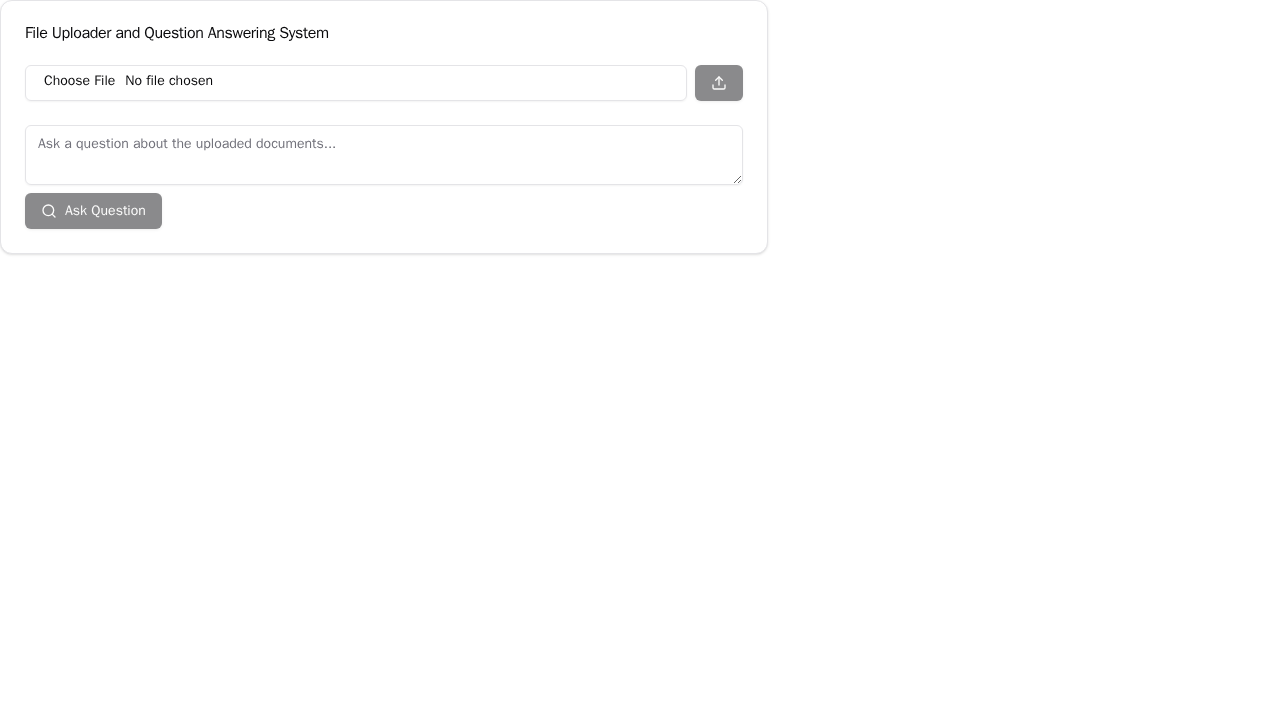 File Uploader and Question Answering System
Choose File No file chosen
Ask a question about the uploaded documents...
Ask Question